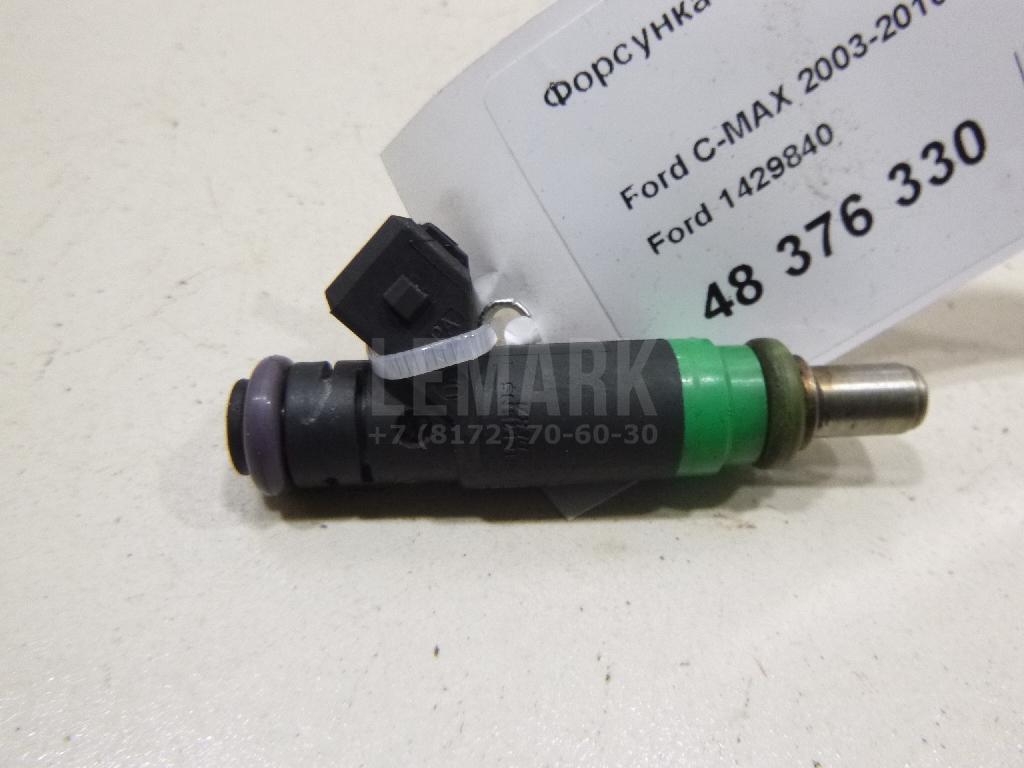 Форсунка
Ford C-MAX 2003-2010
Ford 1429840
48 376 330
LEMARK
+7 (8172) 70-60-30